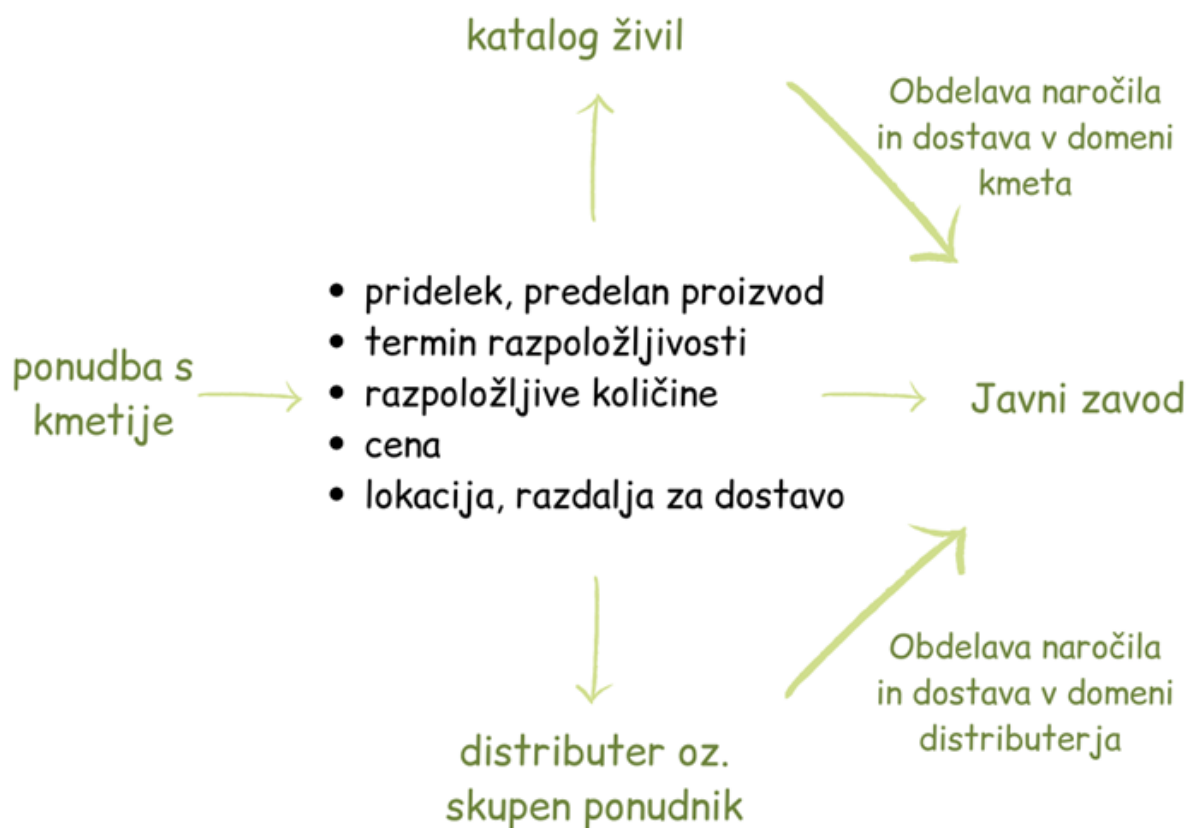 katalog živil
Obdelava naročila
in dostava v domeni
kmeta
• pridelek, predelan proizvod
• termin razpoložljivosti
• razpoložljive količine
• cena
• lokacija, razdalja za dostavo
ponudba s
kmetije
Javni zavod
Obdelava naročila
in dostava v domeni
distributerja
distributer oz.
skupen ponudnik